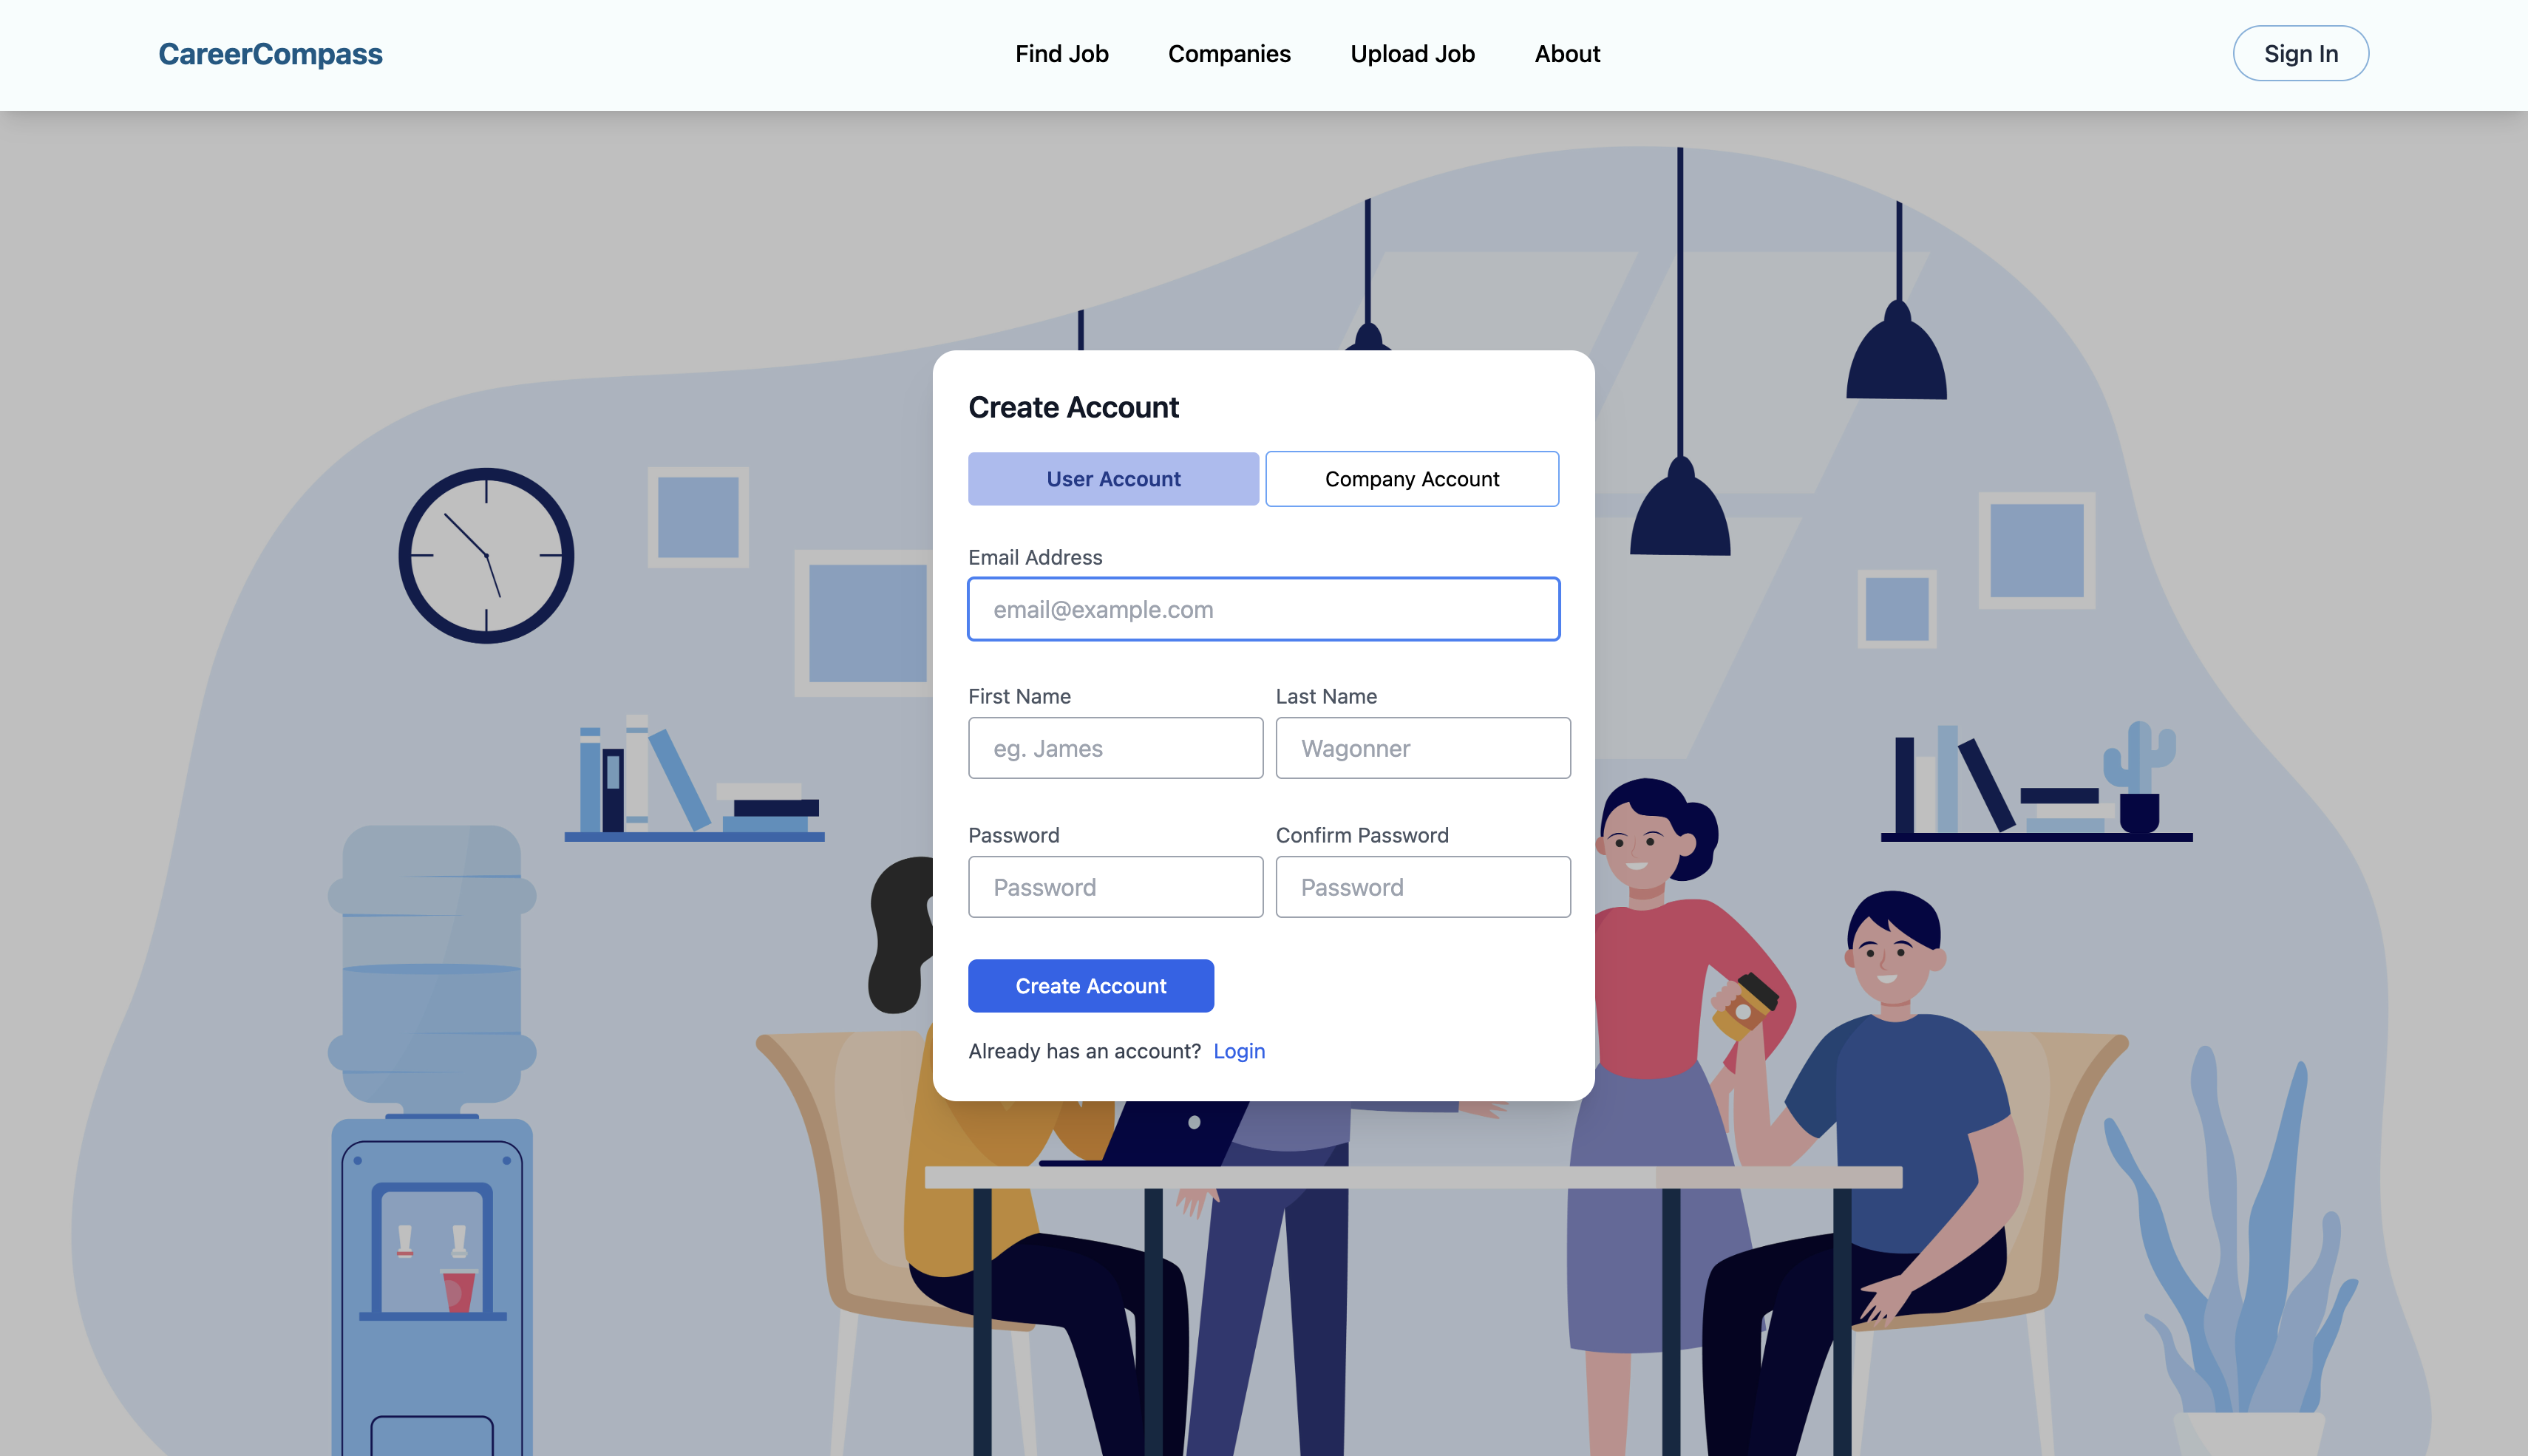 CareerCompass Find Job Companies Upload Job About Sign In
Create Account
User Account Company Account
Email Address
email@example.com
First Name Last Name
eg. James Wagonner
Password Confirm Password
Password Password
Create Account
Already has an account? Login